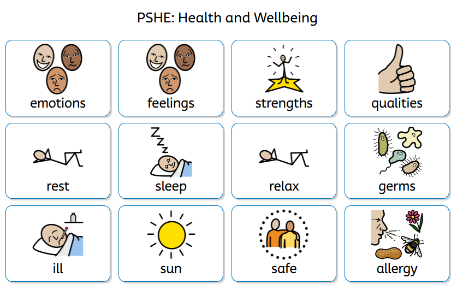 PSHE: Health and Wellbeing
emotions
feelings
strengths
qualities
Z
Z
Z
rest
sleep
relax
germs
ill
sun
safe
allergy